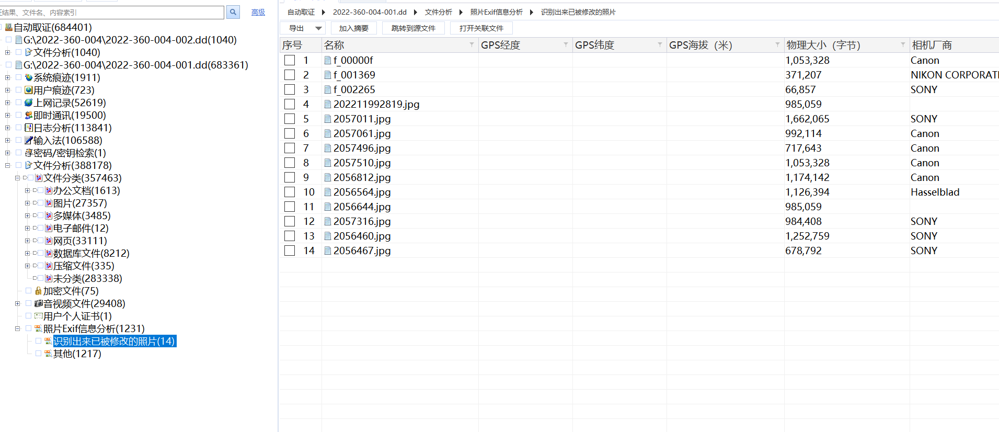 结果、文件名、内容索引
高级
自动取证(684401)
G:\2022-360-004\2022-360-004-002.dd(1040)
文件分析(1040)
G:\2022-360-004\2022-360-004-001.dd(683361)
系统痕迹(1911)
用户痕迹(723)
上网记录(52619)
即时通讯(19500)
日志分析(113841)
输入法(106588)
密码/密钥检索(1)
文件分析(388178)
文件分类(357463)
办公文档(1613)
图片(27357)
多媒体(3485)
电子邮件(12)
网页(33111)
数据库文件(8212)
压缩文件(335)
未分类(283338)
加密文件(75)
音视频文件(29408)
用户个人证书(1)
照片Exif信息分析(1231)
识别出来已被修改的照片(14)
其他(1217)
自动取证 2022-360-004-001.dd 文件分析 照片Exif信息分析 识别出来已被修改的照片
导出 加入摘要 跳转到源文件 打开关联文件
序号 名称 GPS经度 GPS纬度 GPS海拔（米） 物理大小（字节） 相机厂商
1 f_00000f 1,053,328 Canon
2 f_001369 371,207 NIKON CORPORATI
3 f_002265 66,857 SONY
4 202211992819.jpg 985,059
5 2057011.jpg 1,662,065 SONY
6 2057061.jpg 992,114 Canon
7 2057496.jpg 717,643 Canon
8 2057510.jpg 1,053,328 Canon
9 2056812.jpg 1,174,142 Canon
10 2056564.jpg 1,126,394 Hasselblad
11 2056644.jpg 985,059
12 2057316.jpg 984,408 SONY
13 2056460.jpg 1,252,759 SONY
14 2056467.jpg 678,792 SONY